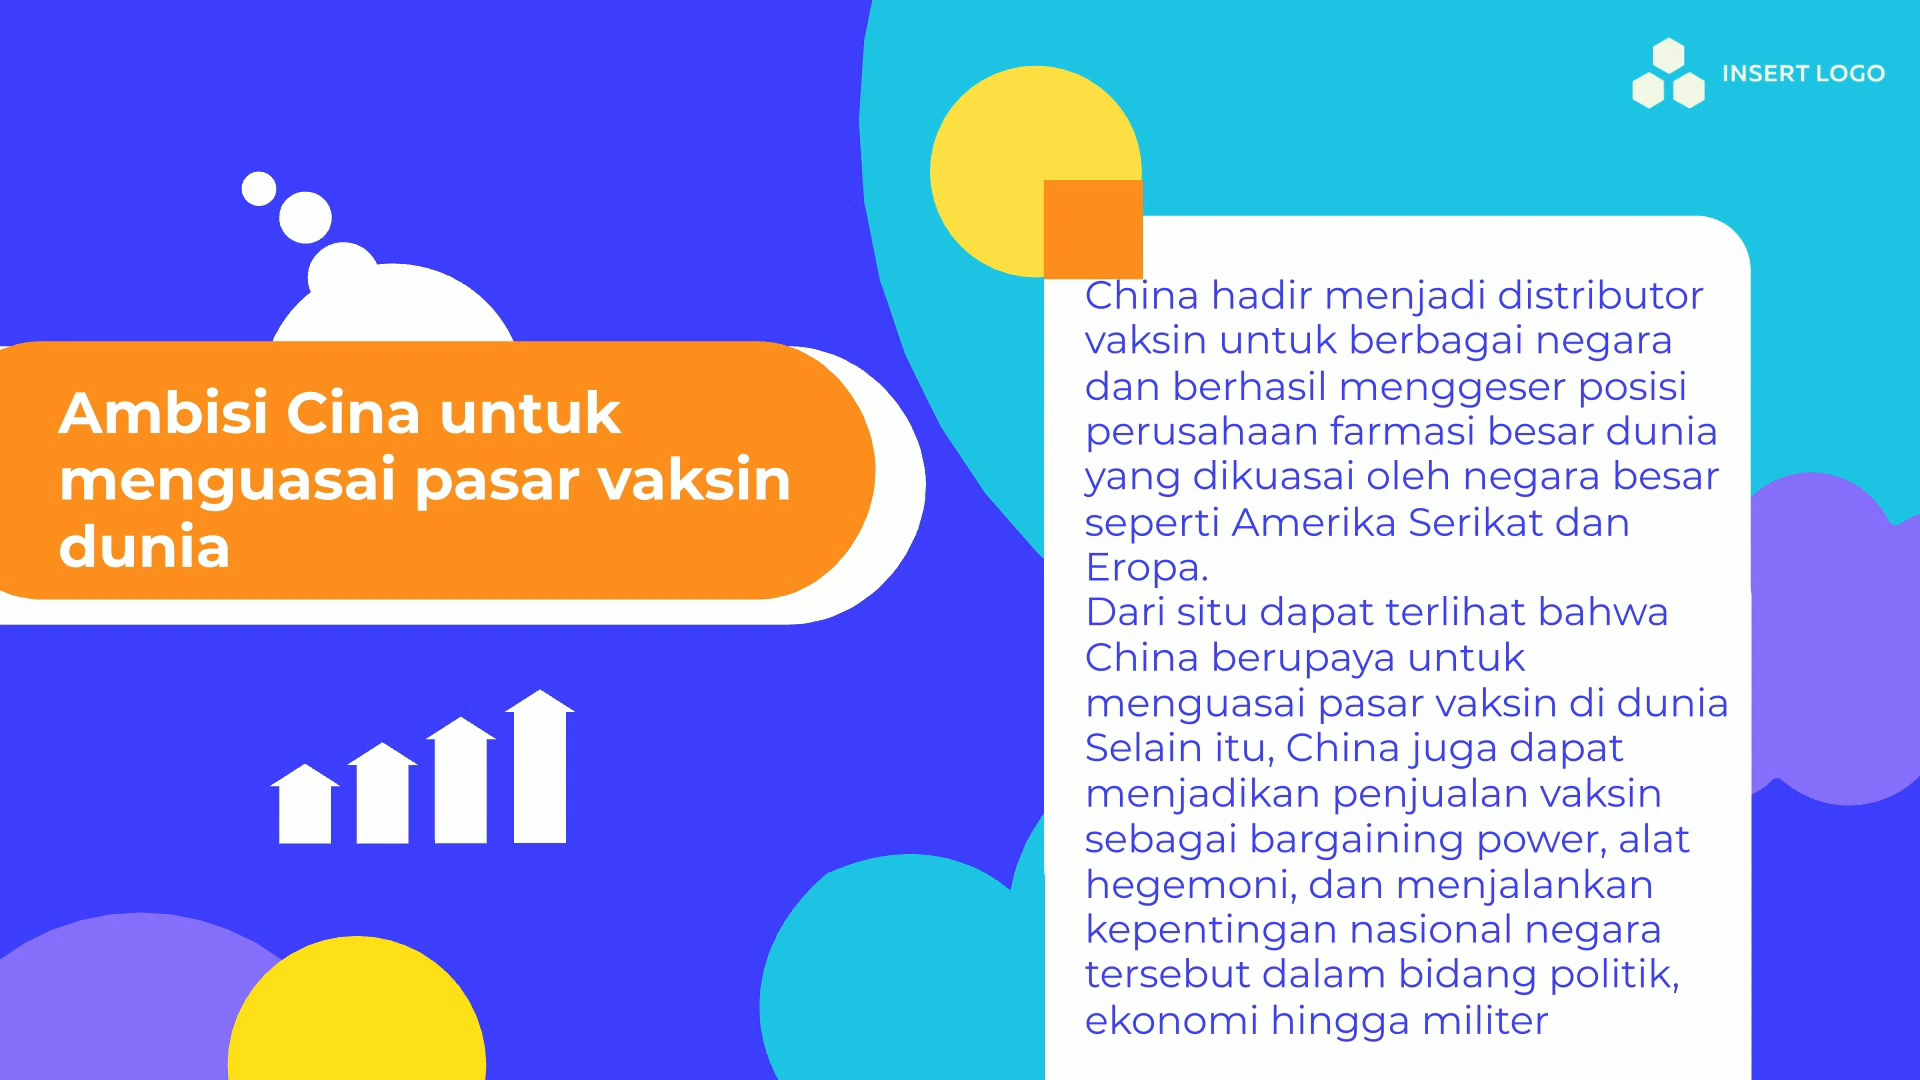 INSERT LOGO
Ambisi Cina untuk
menguasai pasar vaksin
dunia
China hadir menjadi distributor
vaksin untuk berbagai negara
dan berhasil menggeser posisi
perusahaan farmasi besar dunia
yang dikuasai oleh negara besar
seperti Amerika Serikat dan
Eropa.
Dari situ dapat terlihat bahwa
China berupaya untuk
menguasai pasar vaksin di dunia
Selain itu, China juga dapat
menjadikan penjualan vaksin
sebagai bargaining power, alat
hegemoni, dan menjalankan
kepentingan nasional negara
tersebut dalam bidang politik,
ekonomi hingga militer